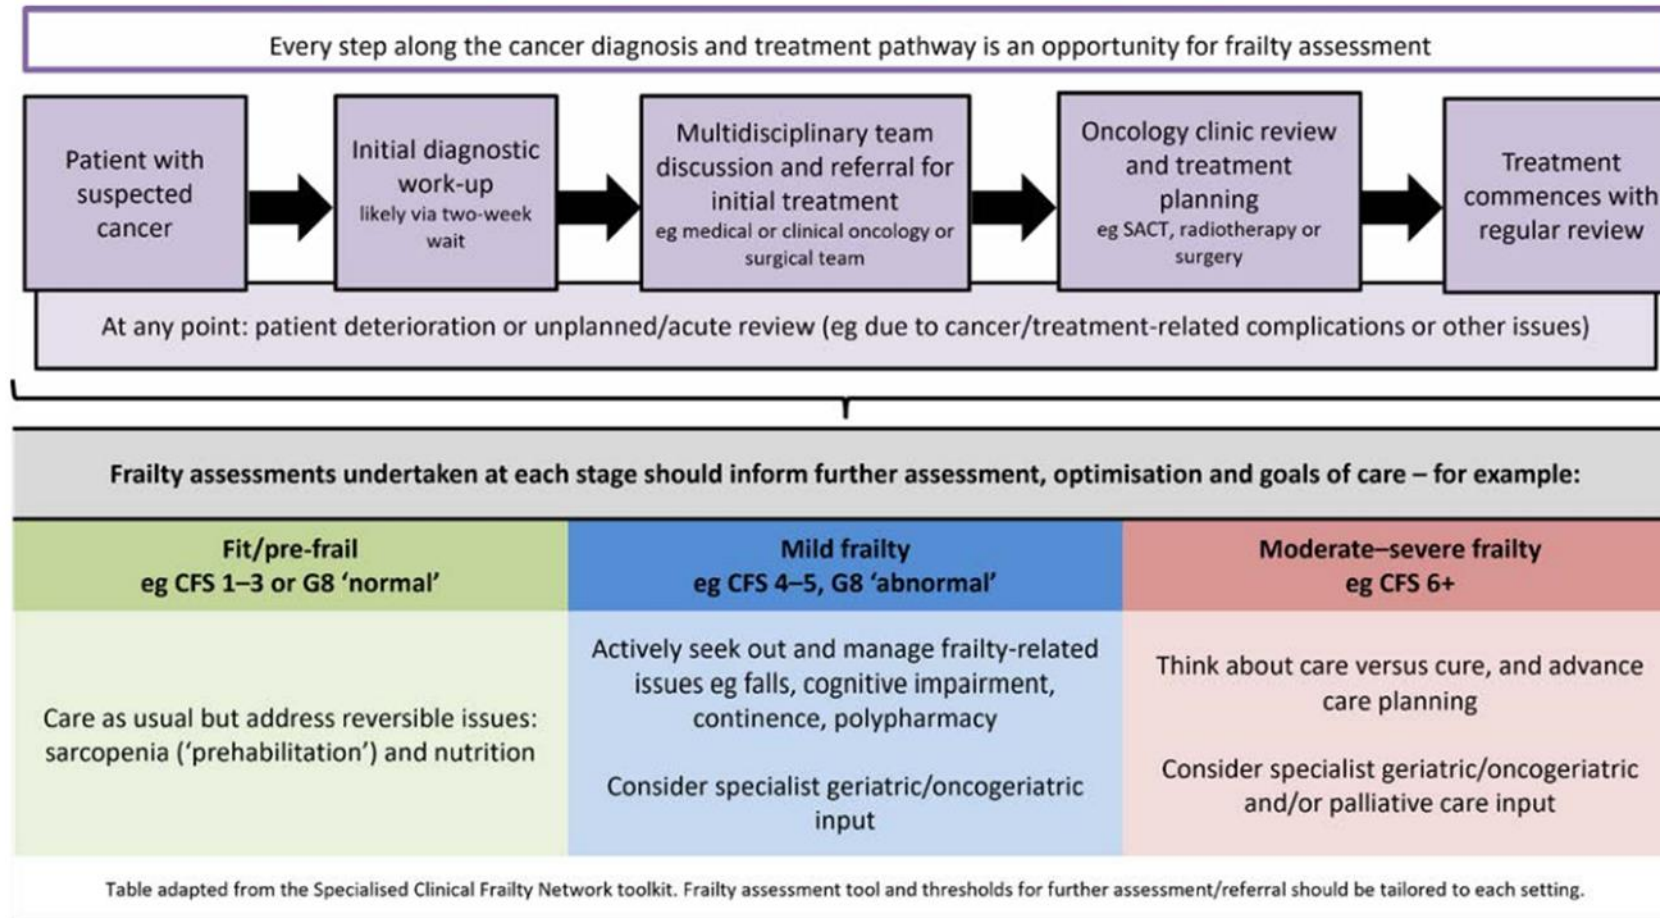 Every step along the cancer diagnosis and treatment pathway is an opportunity for frailty assessment
Patient with
suspected
cancer
Initial diagnostic
work-up
likely via two-week
wait
Multidisciplinary team
discussion and referral for
initial treatment
eg medical or clinical oncology or
surgical team
Oncology clinic review
and treatment
planning
eg SACT, radiotherapy or
surgery
Treatment
commences with
regular review
At any point: patient deterioration or unplanned/acute review (eg due to cancer/treatment-related complications or other issues)
Frailty assessments undertaken at each stage should inform further assessment, optimisation and goals of care – for example:
Fit/pre-frail
eg CFS 1–3 or G8 ‘normal’
Care as usual but address reversible issues:
sarcopenia (‘prehabilitation’) and nutrition
Mild frailty
eg CFS 4–5, G8 ‘abnormal’
Actively seek out and manage frailty-related
issues eg falls, cognitive impairment,
continence, polypharmacy
Consider specialist geriatric/oncogeriatric
input
Moderate–severe frailty
eg CFS 6+
Think about care versus cure, and advance
care planning
Consider specialist geriatric/oncogeriatric
and/or palliative care input
Table adapted from the Specialised Clinical Frailty Network toolkit. Frailty assessment tool and thresholds for further assessment/referral should be tailored to each setting.